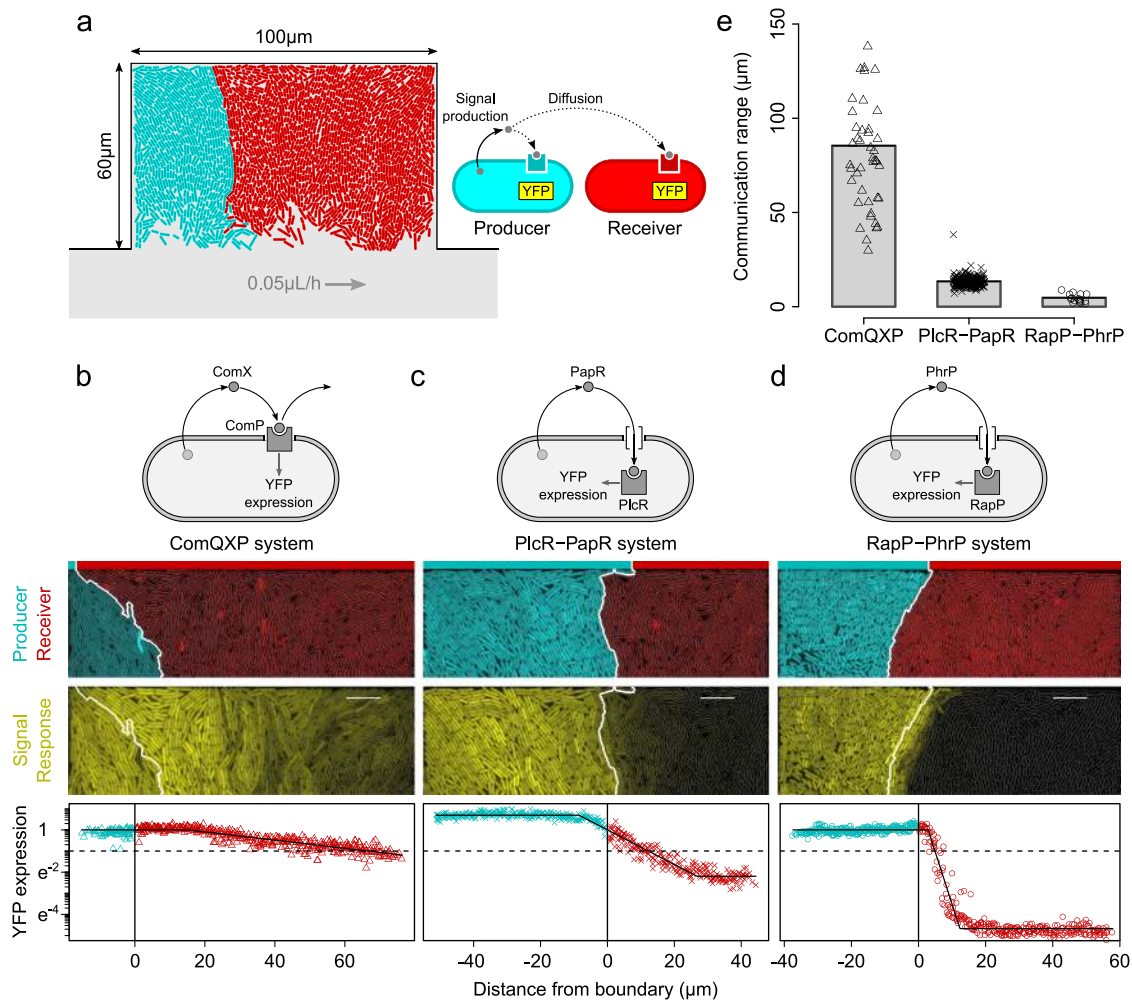 a
100µm
60µm
0.05µL/h
Signal
production
Diffusion
YFP
YFP
Producer
Receiver
e
Communication range (µm)
150
100
50
0
ComQXP
PlcR−PapR
RapP−PhrP
b
ComX
ComP
YFP
expression
ComQXP system
c
PapR
YFP
expression
PlcR
PlcR−PapR system
d
PhrP
YFP
expression
RapP
RapP−PhrP system
Producer
Receiver
Signal
Response
YFP expression
1
e⁻²
e⁻⁴
0 20 40 60
-40 -20 0 20 40
-40 -20 0 20 40 60
Distance from boundary (µm)